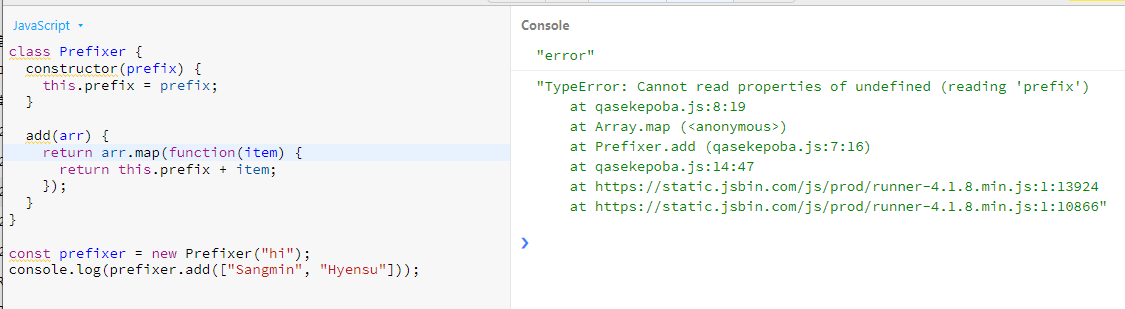 JavaScript
class Prefixer {
  constructor(prefix) {
    this.prefix = prefix;
  }

  add(arr) {
    return arr.map(function(item) {
      return this.prefix + item;
    });
  }
}

const prefixer = new Prefixer("hi");
console.log(prefixer.add(["Sangmin", "Hyensu"]));
Console
"error"
"TypeError: Cannot read properties of undefined (reading 'prefix')
    at qasekepoba.js:8:19
    at Array.map (<anonymous>)
    at Prefixer.add (qasekepoba.js:7:16)
    at qasekepoba.js:14:47
    at https://static.jsbin.com/js/prod/runner-4.1.8.min.js:1:13924
    at https://static.jsbin.com/js/prod/runner-4.1.8.min.js:1:10866"